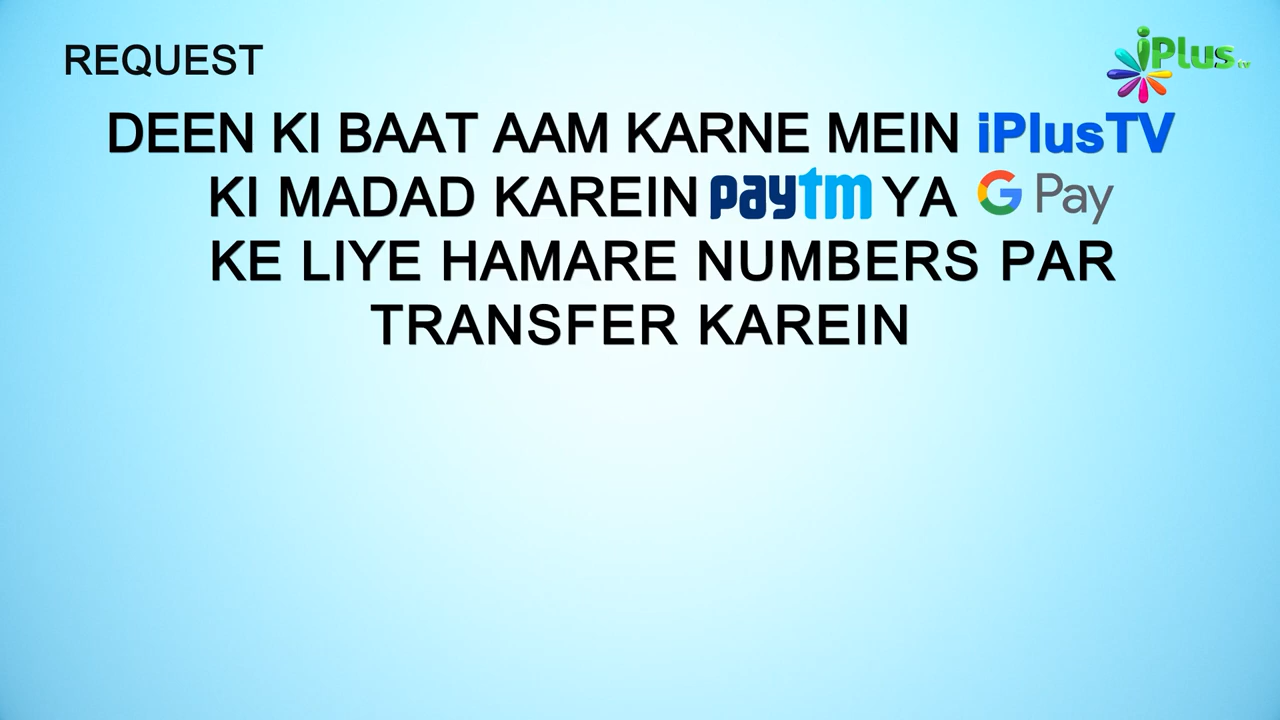 REQUEST
iPlus tv
DEEN KI BAAT AAM KARNE MEIN iPlusTV
KI MADAD KAREIN paytm YA G Pay
KE LIYE HAMARE NUMBERS PAR
TRANSFER KAREIN